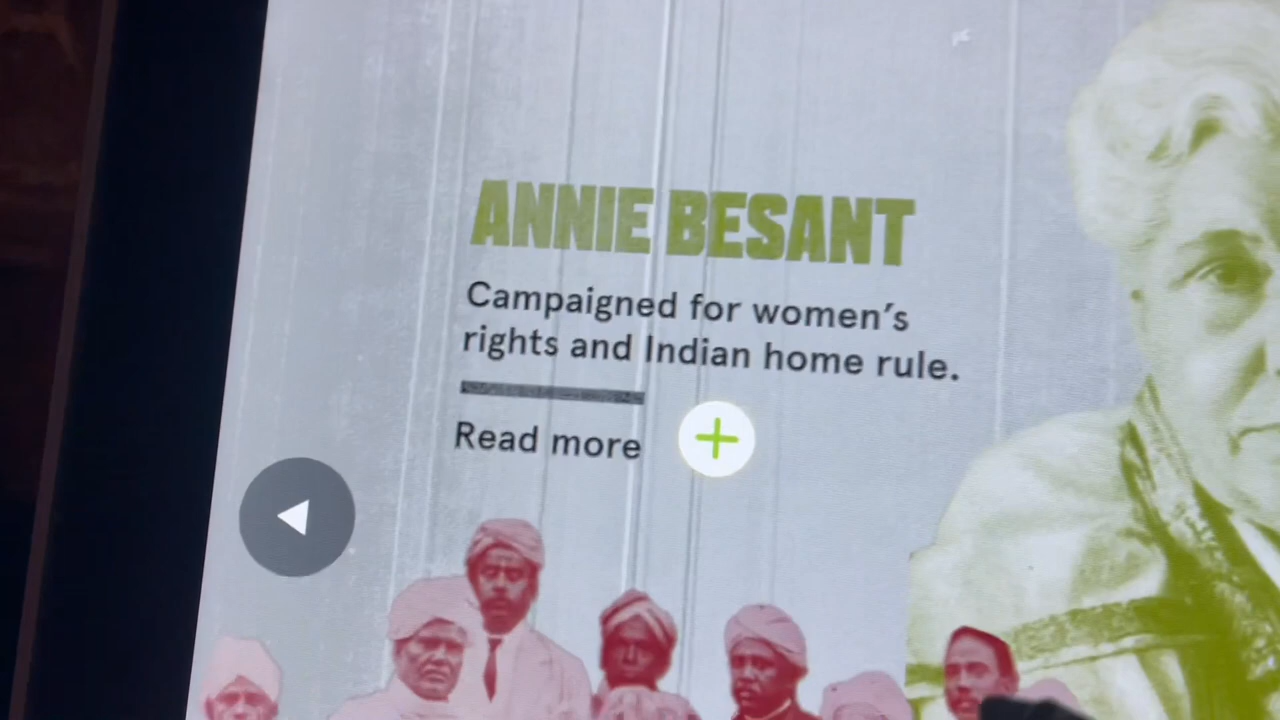 ANNIE BESANT
Campaigned for women’s
rights and Indian home rule.
Read more